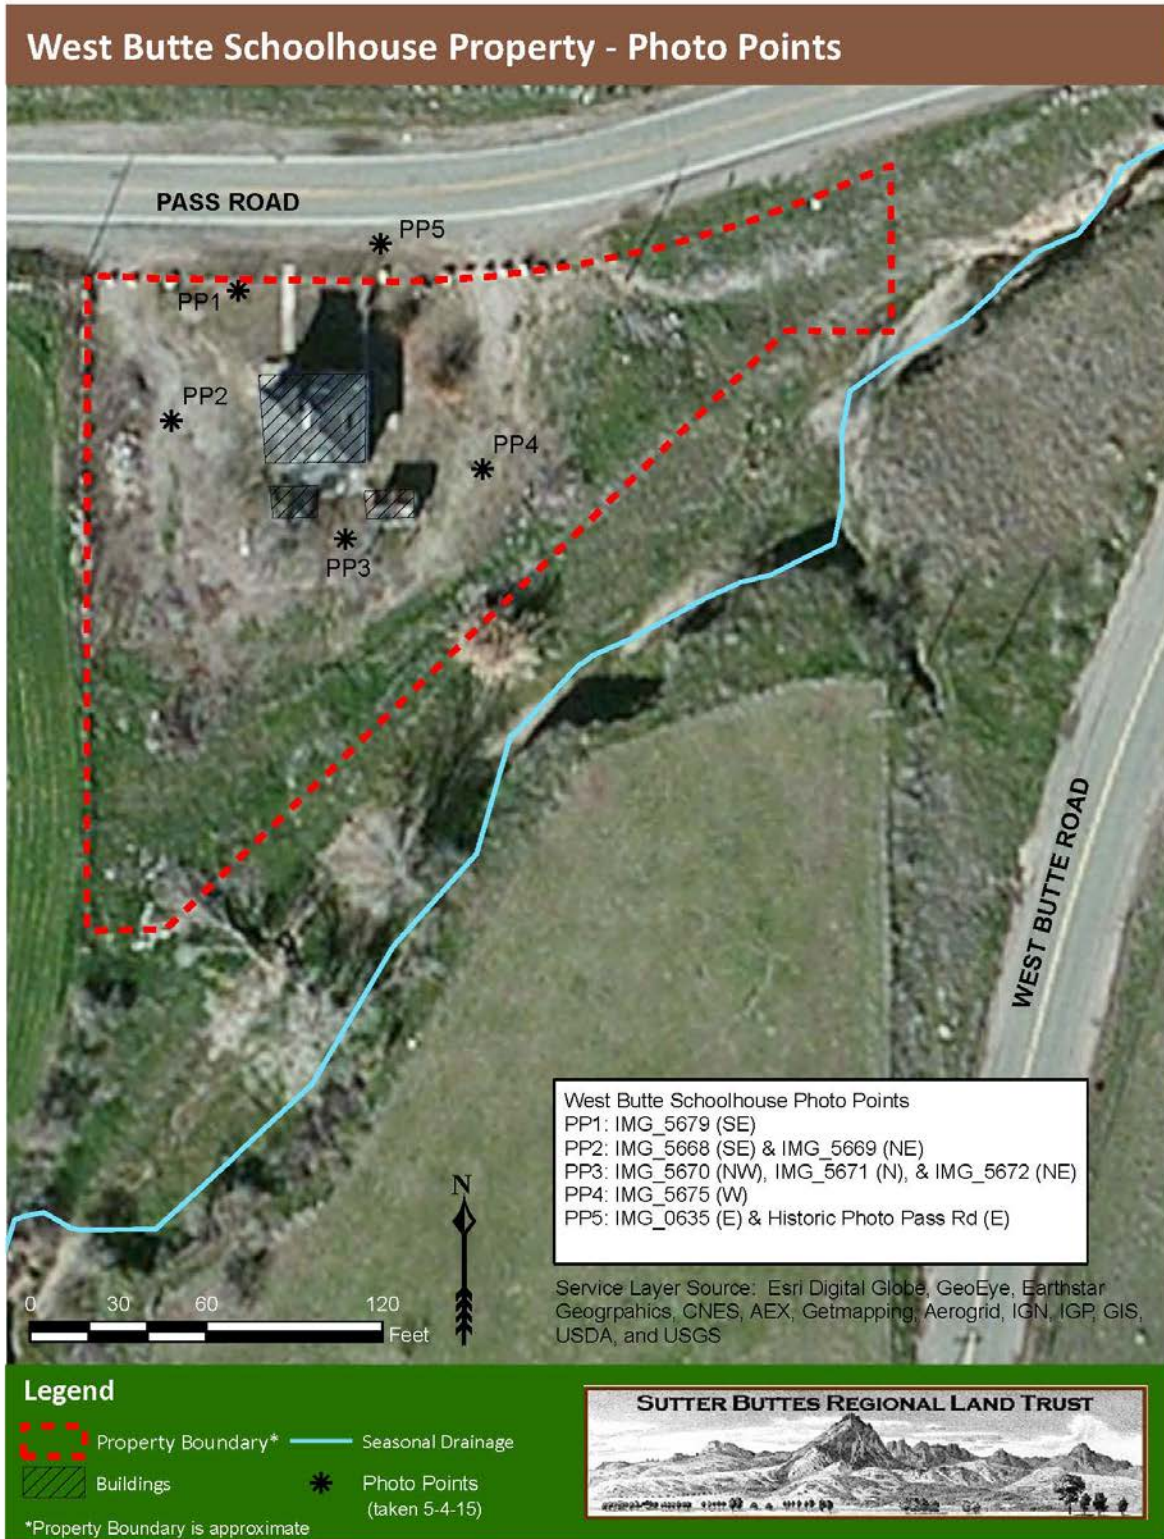 West Butte Schoolhouse Property - Photo Points
PASS ROAD
PP5
PP1
PP2
PP4
PP3
WEST BUTTE ROAD
West Butte Schoolhouse Photo Points
PP1: IMG_5679 (SE)
PP2: IMG_5668 (SE) & IMG_5669 (NE)
PP3: IMG_5670 (NW), IMG_5671 (N), & IMG_5672 (NE)
PP4: IMG_5675 (W)
PP5: IMG_0635 (E) & Historic Photo Pass Rd (E)
N
Service Layer Source: Esri Digital Globe, GeoEye, Earthstar
Geogrpahics, CNES, AEX, Getmapping, Aerogrid, IGN, IGP, GIS,
USDA, and USGS
0 30 60 120
Feet
Legend
Property Boundary*
Seasonal Drainage
Buildings
Photo Points
(taken 5-4-15)
*Property Boundary is approximate
SUTTER BUTTES REGIONAL LAND TRUST